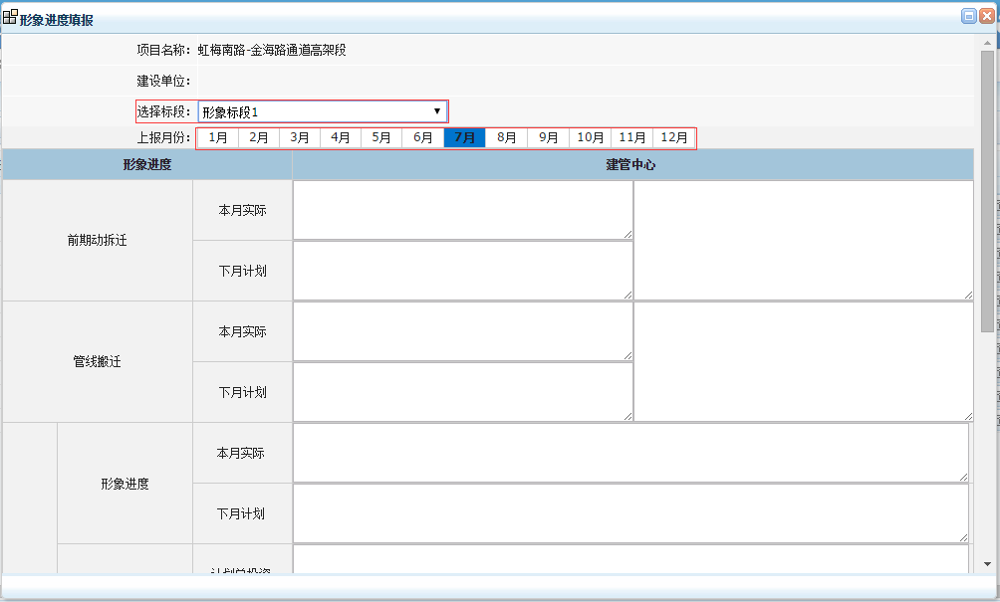 形象进度填报
项目名称： 虹梅南路-金海路通道高架段
建设单位：
选择标段： 形象标段1
上报月份： 1月 2月 3月 4月 5月 6月 7月 8月 9月 10月 11月 12月
形象进度 建管中心
前期动拆迁
本月实际
下月计划
管线搬迁
本月实际
下月计划
形象进度
本月实际
下月计划
计划总投资